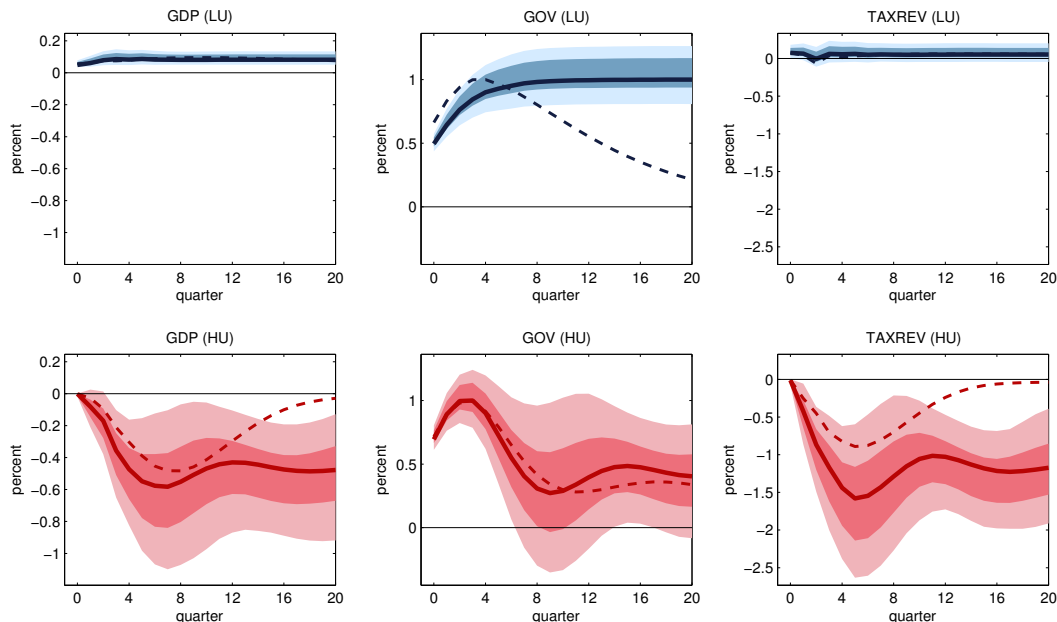 GDP (LU)
GOV (LU)
TAXREV (LU)
percent
0.2
0
−0.2
−0.4
−0.6
−0.8
−1
0 4 8 12 16 20
quarter
percent
1
0.5
0
0 4 8 12 16 20
quarter
percent
0
−0.5
−1
−1.5
−2
−2.5
0 4 8 12 16 20
quarter
GDP (HU)
GOV (HU)
TAXREV (HU)
percent
0.2
0
−0.2
−0.4
−0.6
−0.8
−1
0 4 8 12 16 20
quarter
percent
1
0.5
0
0 4 8 12 16 20
quarter
percent
0
−0.5
−1
−1.5
−2
−2.5
0 4 8 12 16 20
quarter